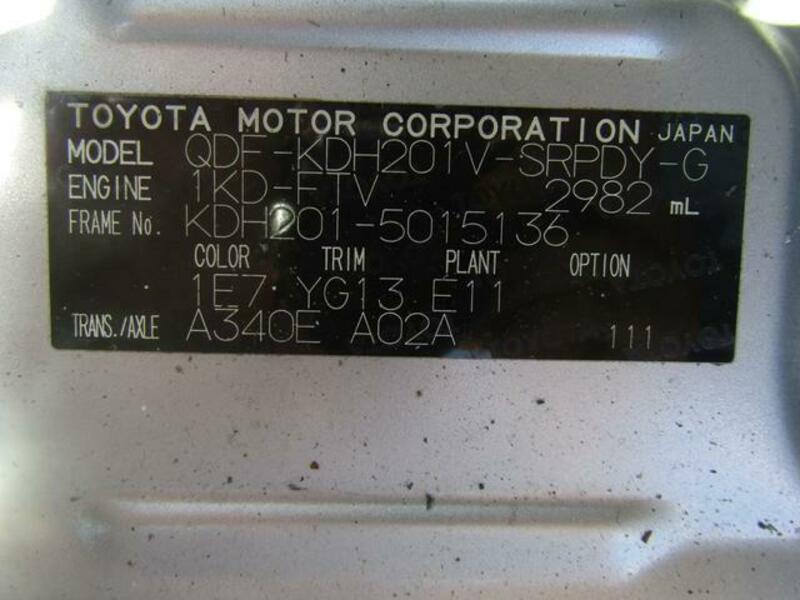 TOYOTA MOTOR CORPORATION JAPAN
MODEL QDF-KDH201V-SRPDY-G
ENGINE 1KD-FTV 2982 mL
FRAME No. KDH201-5015136
COLOR TRIM PLANT OPTION
1E7 YG13 E11
TRANS./AXLE A340E A02A 111